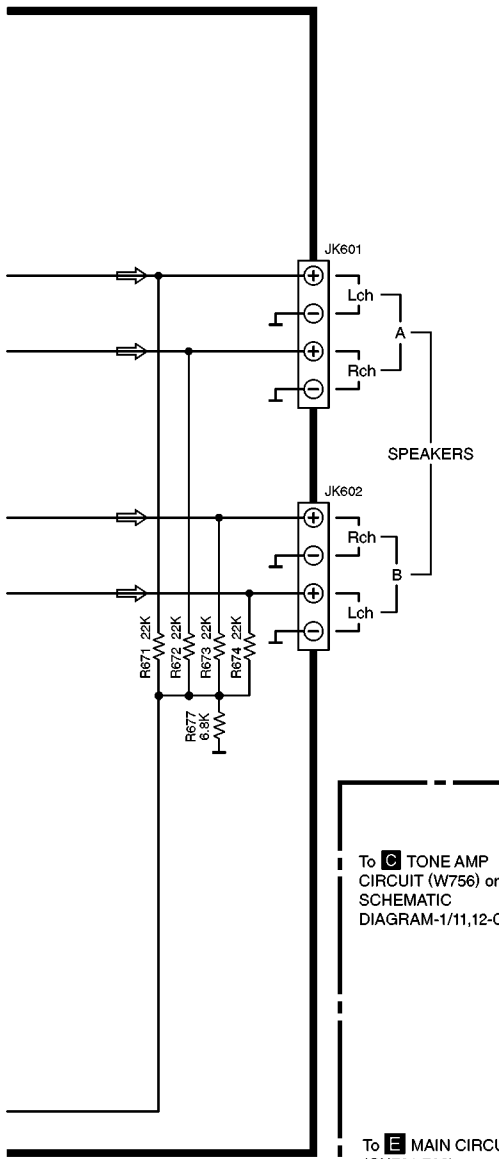 JK601
Lch
A
Rch
SPEAKERS
JK602
Rch
B
Lch
R671 22K
R672 22K
R673 22K
R674 22K
R677
6.8K
To C TONE AMP
CIRCUIT (W756) on
SCHEMATIC
DIAGRAM-1/11,12-
To E MAIN